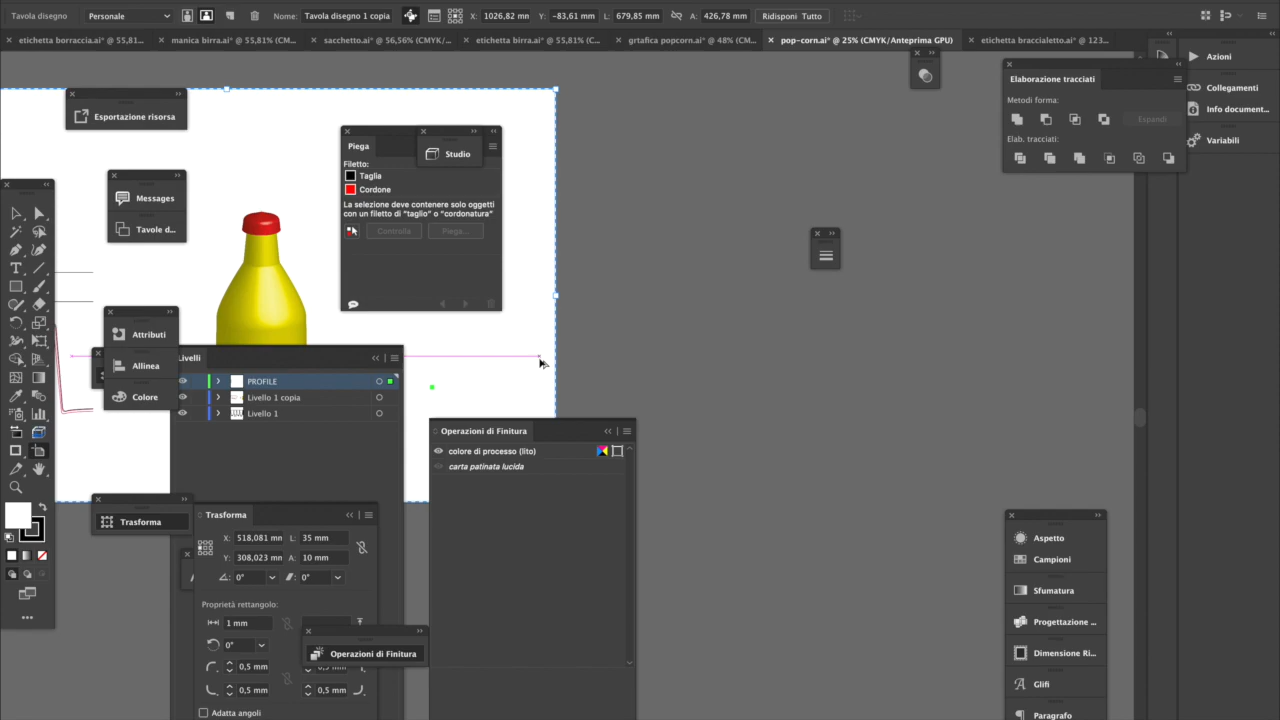 Tavola disegno
Personale
Nome: Tavola disegno 1 copia
X: 1026,82 mm
Y: -83,61 mm
L: 679,85 mm
A: 426,78 mm
Ridisponi Tutto
etichetta borraccia.ai* @ 55,81...
manica birra.ai* @ 55,81% (CM...
sacchetto.ai* @ 56,56% (CMYK/...
etichetta birra.ai* @ 55,81% (C...
grtafica popcorn.ai* @ 48% (CM...
pop-corn.ai* @ 25% (CMYK/Anteprima GPU)
etichetta braccialetto.ai* @ 123...
Esportazione risorsa
Messages
Tavole d...
Attributi
Allinea
Colore
Piega
Studio
Filetto:
Taglia
Cordone
La selezione deve contenere solo oggetti
con un filetto di “taglio” o “cordonatura”
Controlla
Piega...
Elaborazione tracciati
Metodi forma:
Espandi
Elab. tracciati:
Azioni
Collegamenti
Info document...
Variabili
Livelli
PROFILE
Livello 1 copia
Livello 1
Operazioni di Finitura
colore di processo (lito)
carta patinata lucida
Trasforma
Trasforma
X: 518,081 mm
L: 35 mm
Y: 308,023 mm
A: 10 mm
0°
0°
Proprietà rettangolo:
1 mm
0°
0,5 mm
0,5 mm
0,5 mm
0,5 mm
Adatta angoli
Operazioni di Finitura
Aspetto
Campioni
Sfumatura
Progettazione ...
Dimensione Ri...
Glifi
Paragrafo